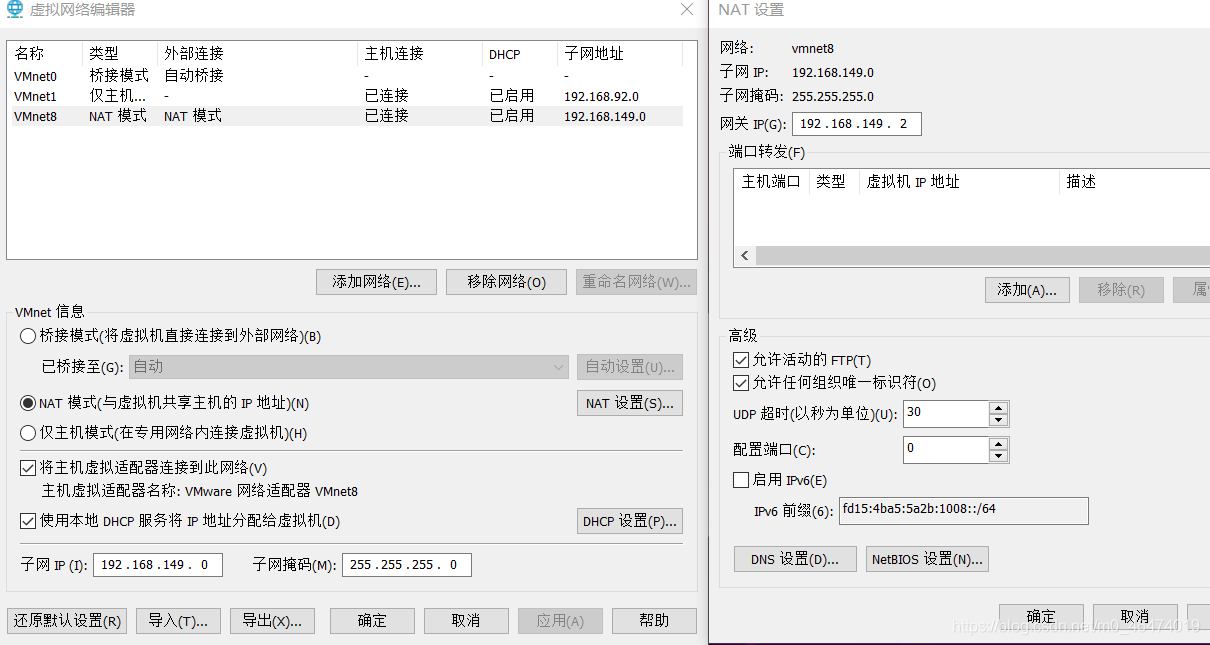 虚拟网络编辑器
名称 类型 外部连接 主机连接 DHCP 子网地址
VMnet0 桥接模式 自动桥接 - - -
VMnet1 仅主机... - 已连接 已启用 192.168.92.0
VMnet8 NAT 模式 NAT 模式 已连接 已启用 192.168.149.0
添加网络(E)... 移除网络(O) 重命名网络(W)...
VMnet 信息
桥接模式(将虚拟机直接连接到外部网络)(B)
已桥接至(G): 自动 自动设置(U)...
NAT 模式(与虚拟机共享主机的 IP 地址)(N) NAT 设置(S)...
仅主机模式(在专用网络内连接虚拟机)(H)
将主机虚拟适配器连接到此网络(V)
主机虚拟适配器名称: VMware 网络适配器 VMnet8
使用本地 DHCP 服务将 IP 地址分配给虚拟机(D) DHCP 设置(P)...
子网 IP (I): 192 . 168 . 149 . 0 子网掩码(M): 255 . 255 . 255 . 0
还原默认设置(R) 导入(T)... 导出(X)... 确定 取消 应用(A) 帮助
NAT 设置
网络: vmnet8
子网 IP: 192.168.149.0
子网掩码: 255.255.255.0
网关 IP(G): 192 . 168 . 149 . 2
端口转发(F)
主机端口 类型 虚拟机 IP 地址 描述
添加(A)... 移除(R)
高级
允许活动的 FTP(T)
允许任何组织唯一标识符(O)
UDP 超时(以秒为单位)(U): 30
配置端口(C): 0
启用 IPv6(E)
IPv6 前缀(6): fd15:4ba5:5a2b:1008::/64
DNS 设置(D)... NetBIOS 设置(N)...
确定 取消